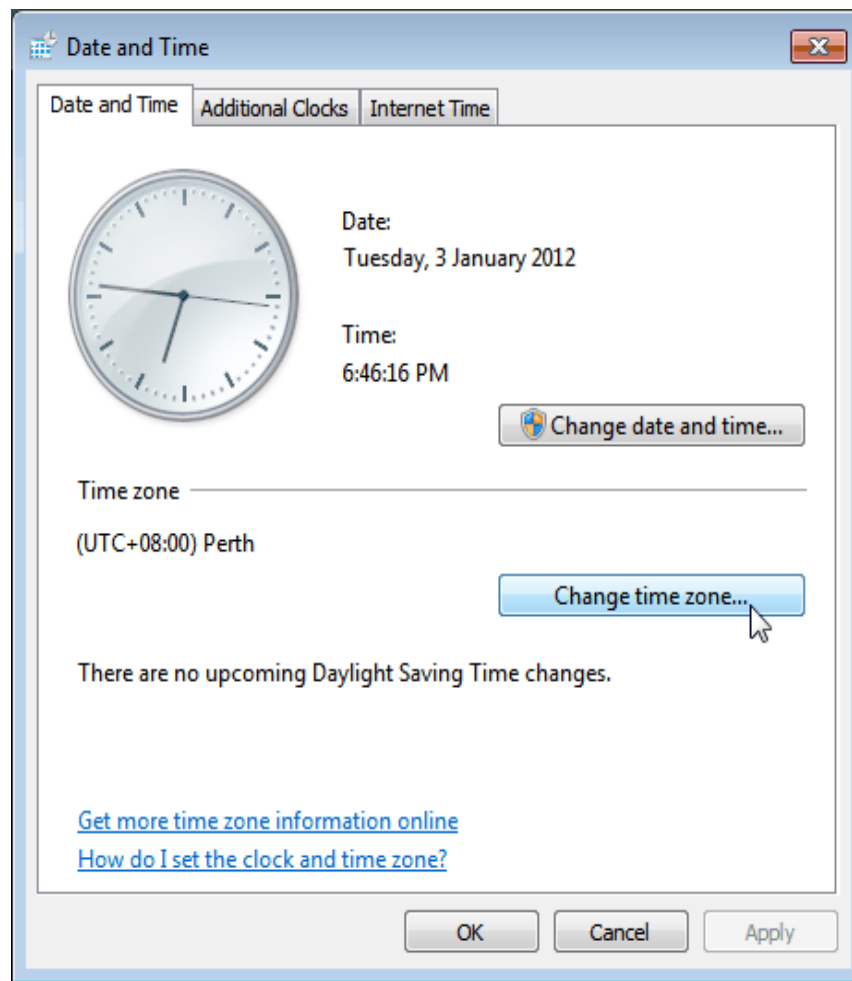 Date and Time
Date and Time Additional Clocks Internet Time
Date:
Tuesday, 3 January 2012
Time:
6:46:16 PM
Change date and time...
Time zone
(UTC+08:00) Perth
Change time zone...
There are no upcoming Daylight Saving Time changes.
Get more time zone information online
How do I set the clock and time zone?
OK Cancel Apply